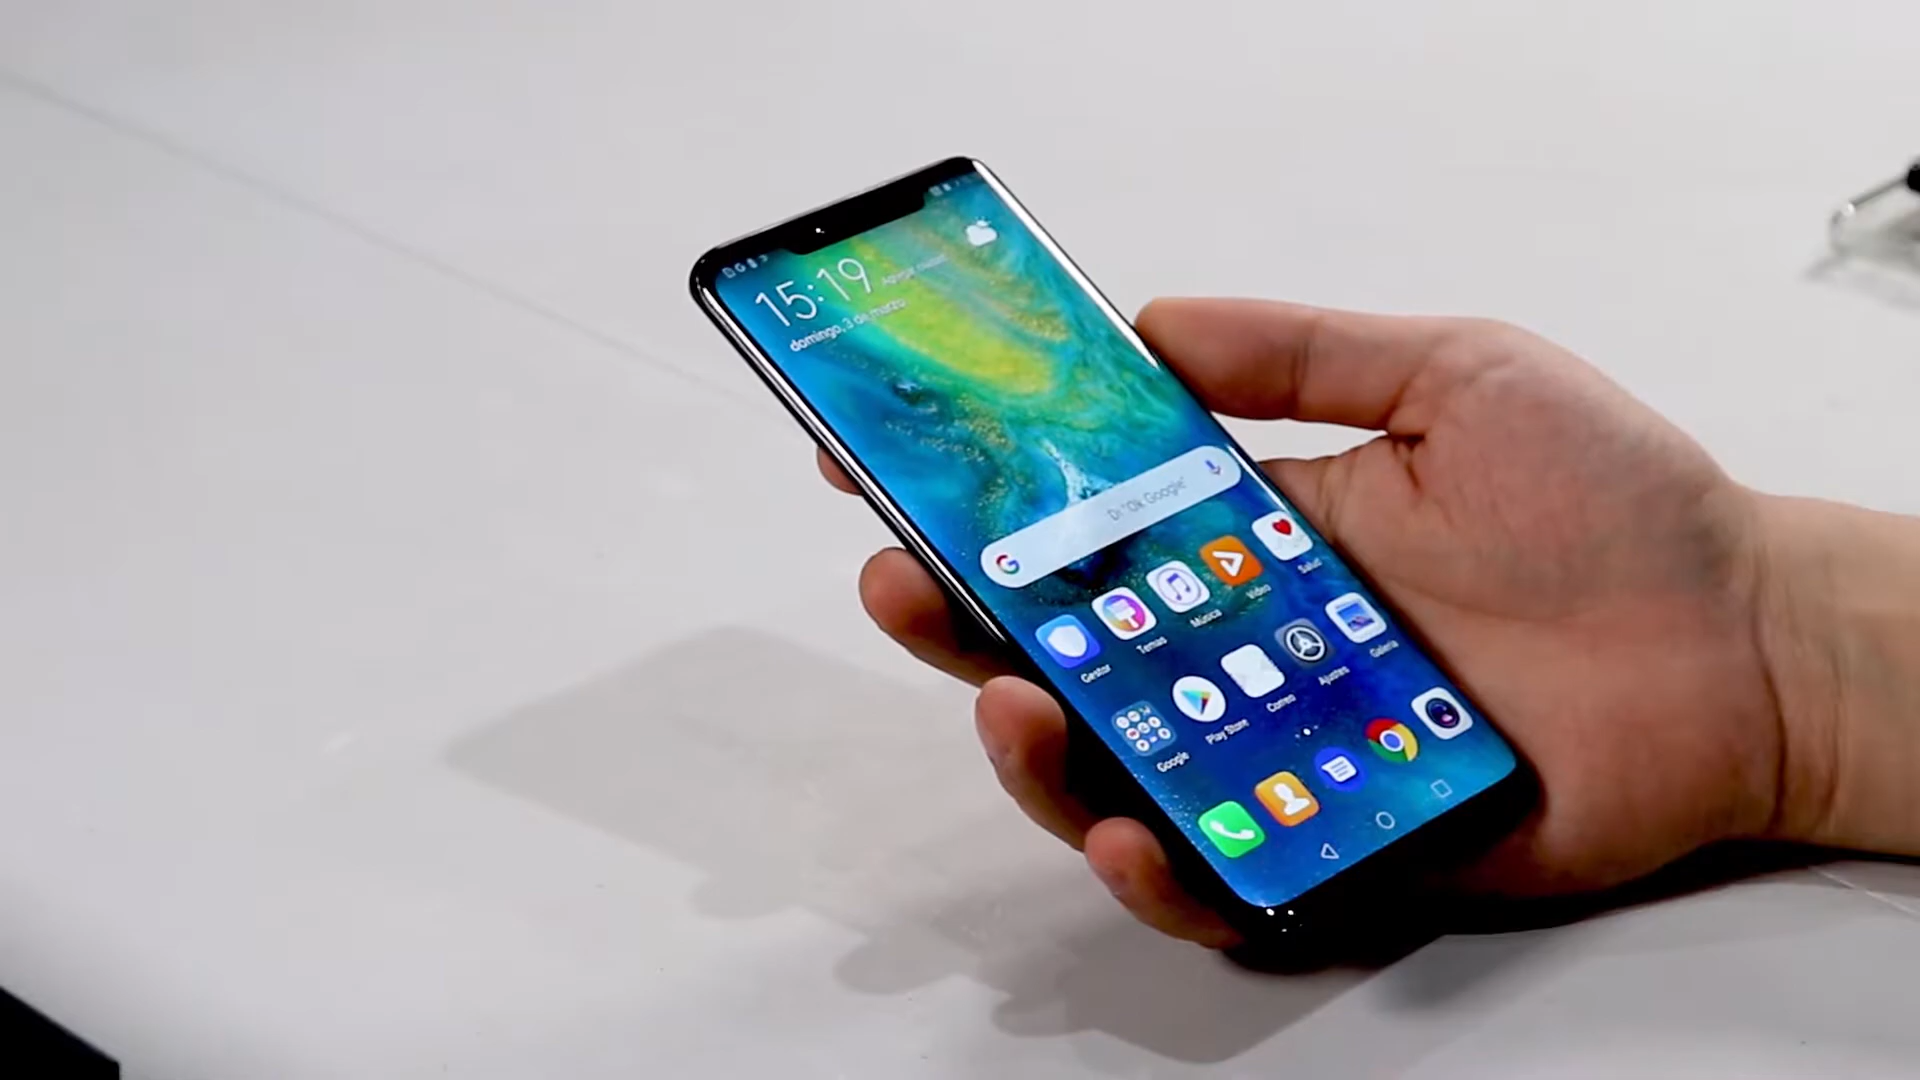 15:19
domingo, 3 de marzo
Di "Ok Google"
Gestor
Temas
Música
Video
Salud
Google
Play Store
Correo
Ajustes
Galería